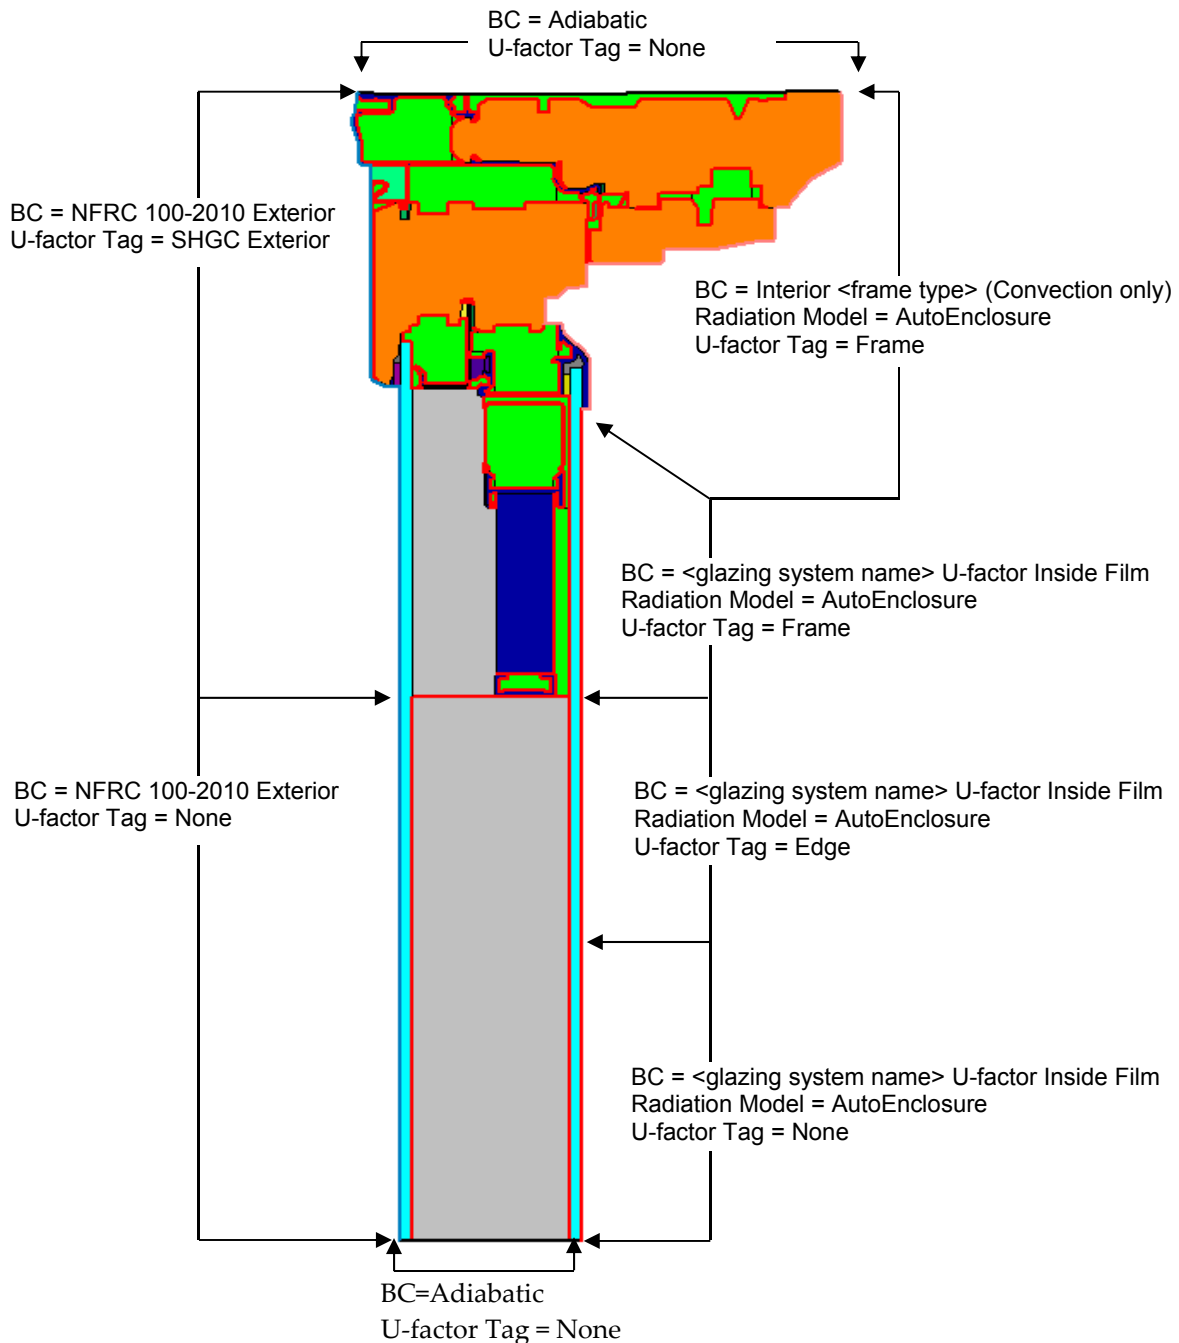 BC = Adiabatic
U-factor Tag = None
BC = NFRC 100-2010 Exterior
U-factor Tag = SHGC Exterior
BC = Interior <frame type> (Convection only)
Radiation Model = AutoEnclosure
U-factor Tag = Frame
BC = <glazing system name> U-factor Inside Film
Radiation Model = AutoEnclosure
U-factor Tag = Frame
BC = NFRC 100-2010 Exterior
U-factor Tag = None
BC = <glazing system name> U-factor Inside Film
Radiation Model = AutoEnclosure
U-factor Tag = Edge
BC = <glazing system name> U-factor Inside Film
Radiation Model = AutoEnclosure
U-factor Tag = None
BC=Adiabatic
U-factor Tag = None